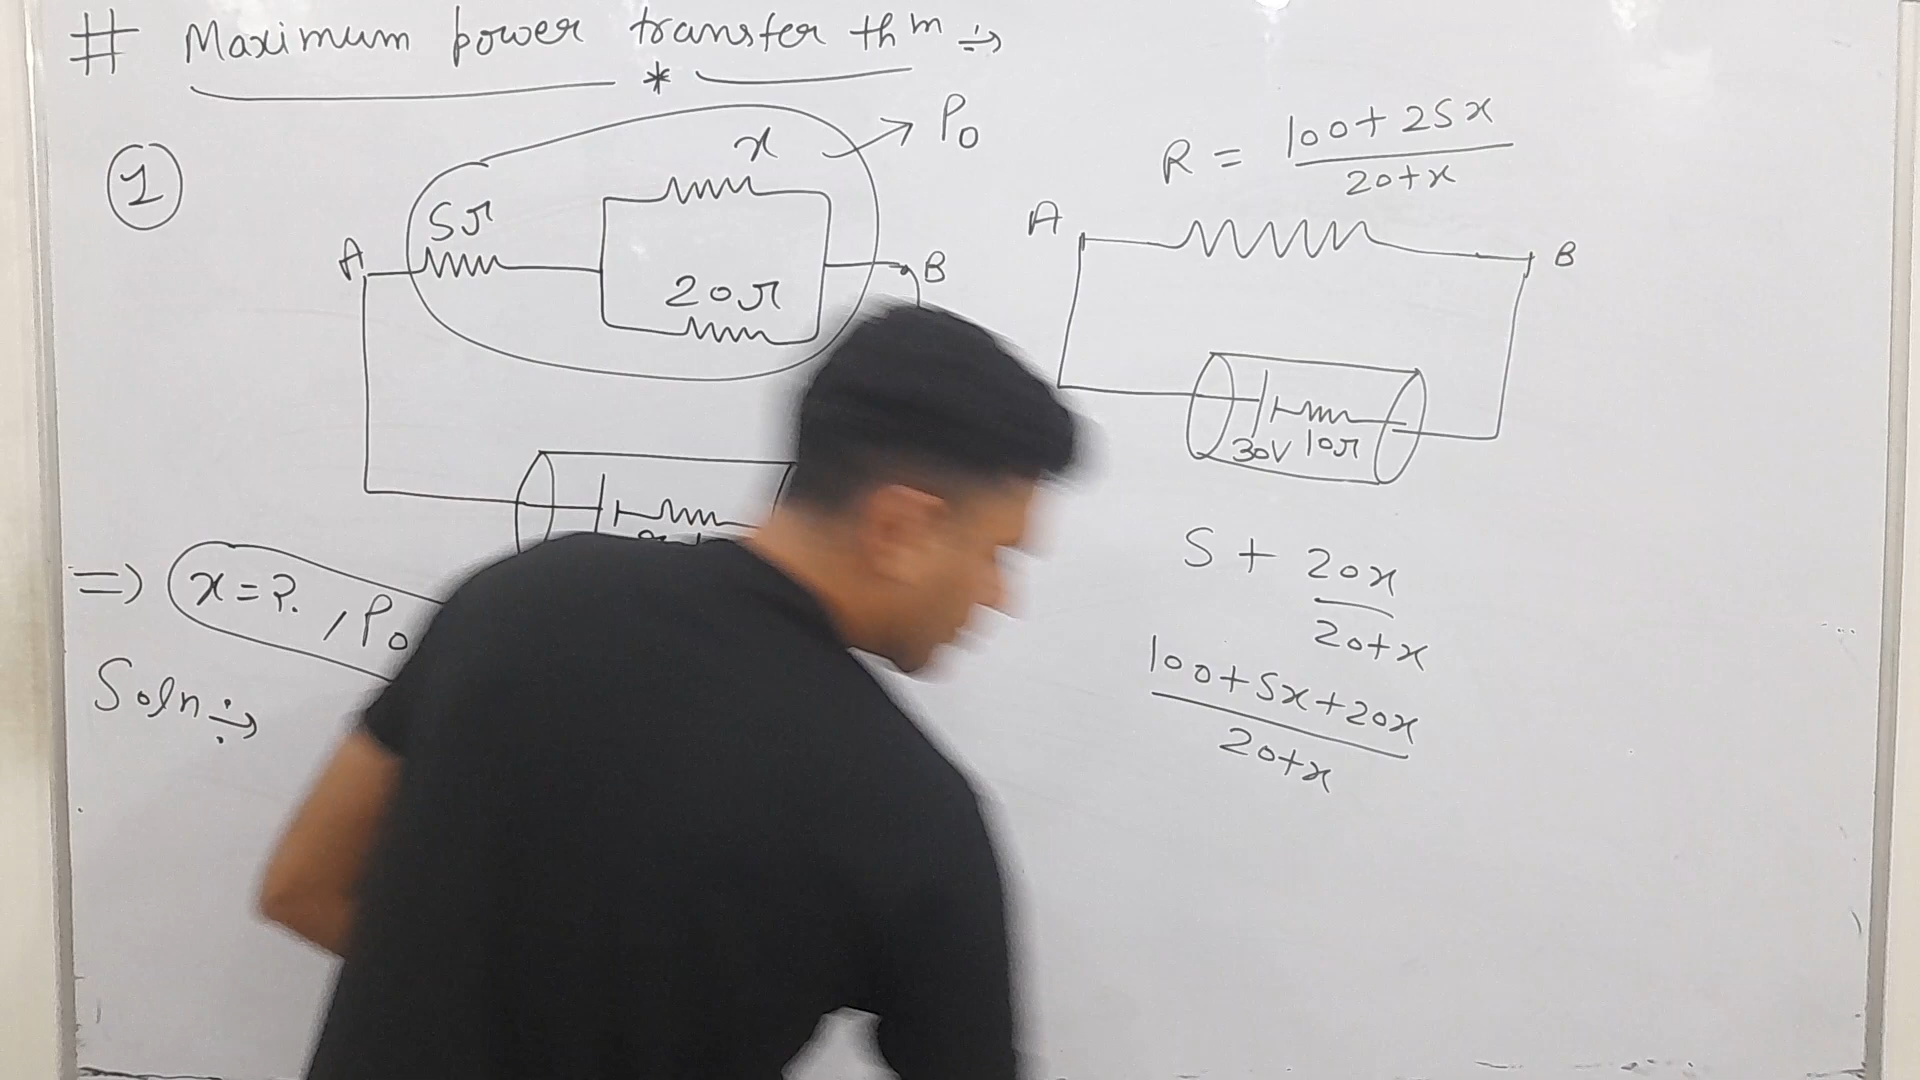 # Maximum power transfer thm ÷>
*
1
x
P0
5Ω
A
20Ω
B
=> x=?, P0
Soln ÷>
R = (100+25x)/(20+x)
A
B
30V 10Ω
5 + 20x/(20+x)
(100+5x+20x)/(20+x)